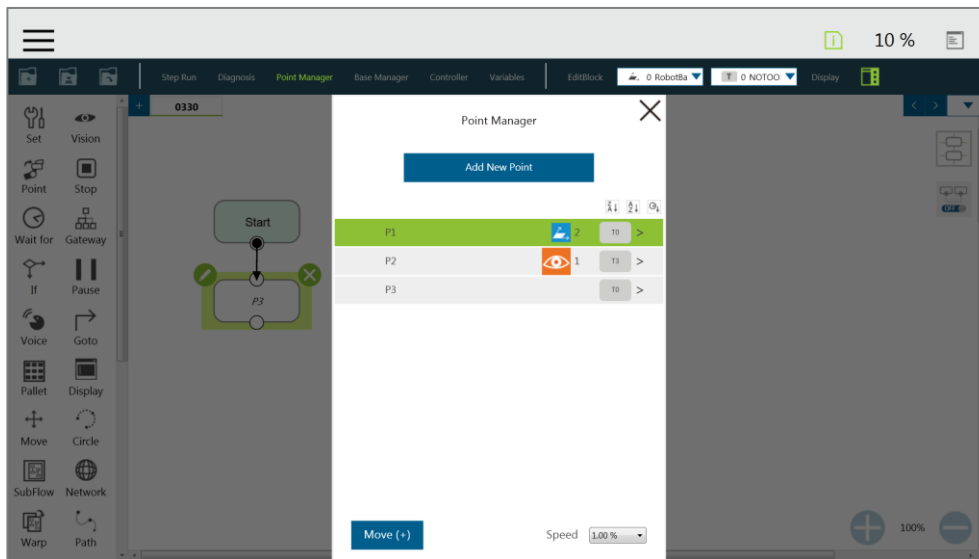 10 %
Step Run Diagnosis Point Manager Base Manager Controller Variables EditBlock 0 RobotBa T 0 NOTOO Display
0330
Set Vision
Point Stop
Wait for Gateway
If Pause
Voice Goto
Pallet Display
Move Circle
SubFlow Network
Warp Path
Start
P3
OFF
100%
Point Manager
Add New Point
P1 2 T0 >
P2 1 T3 >
P3 T0 >
Move (+) Speed 1.00 %